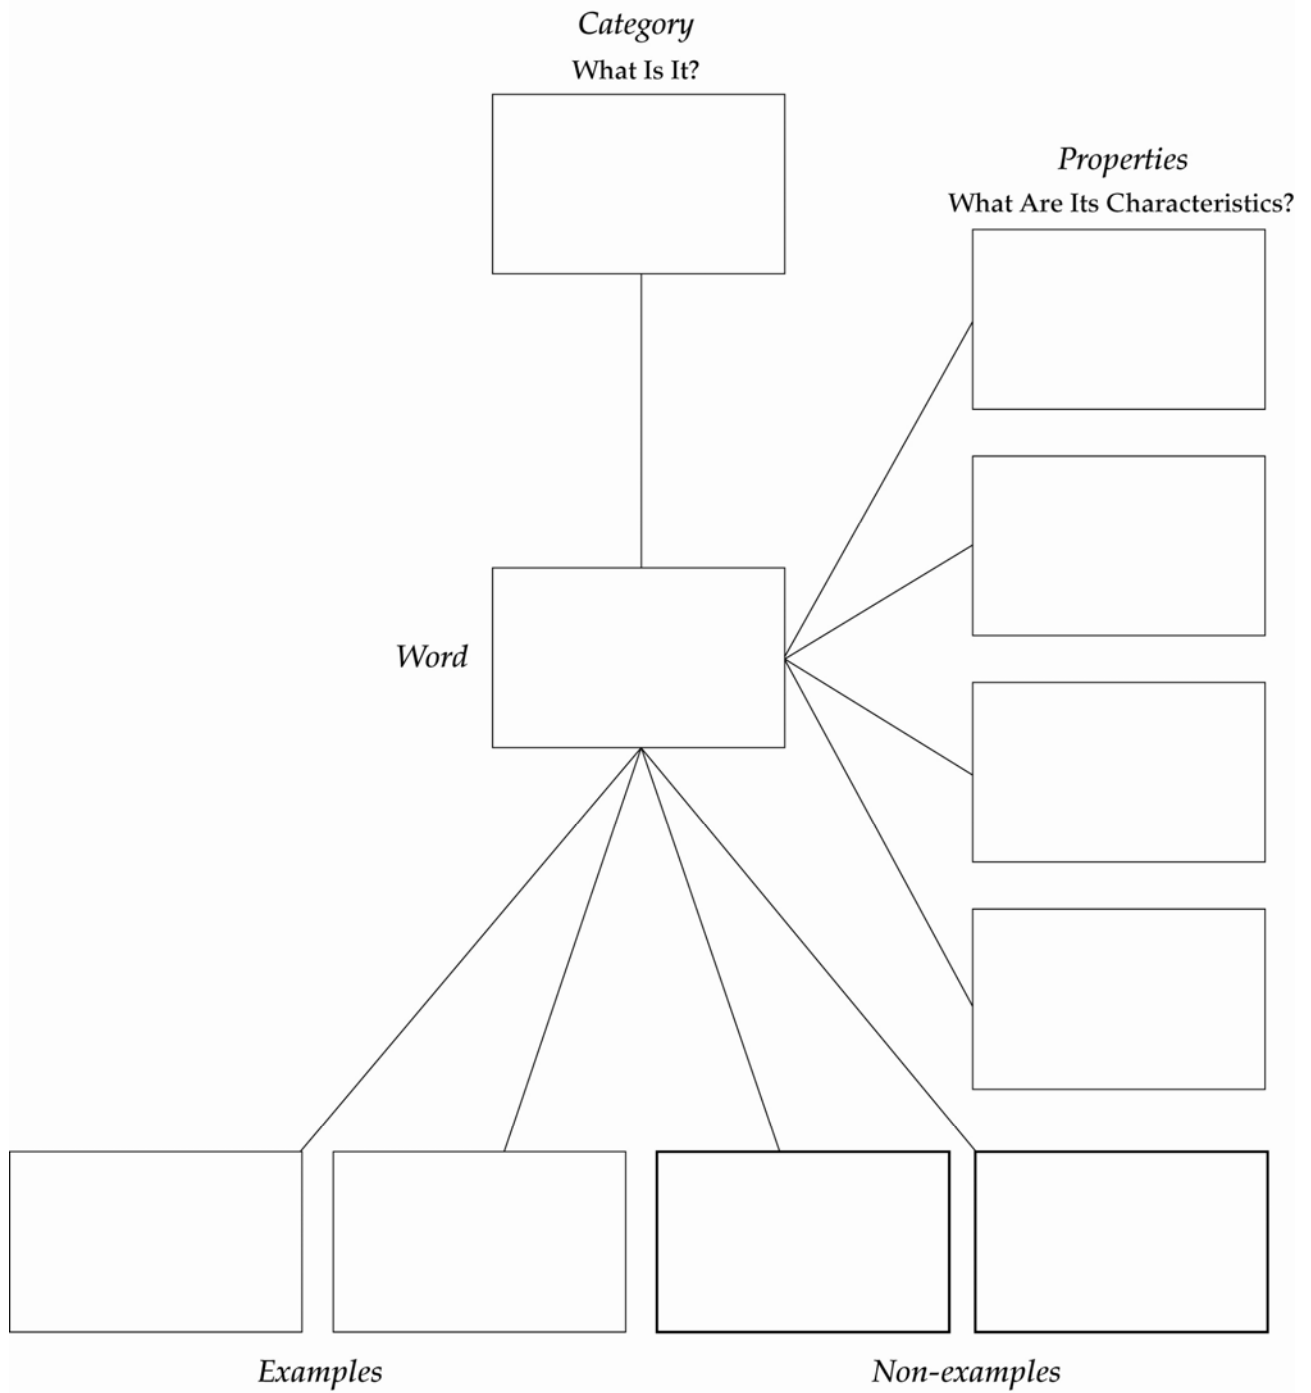 Category
What Is It?
Properties
What Are Its Characteristics?
Word
Examples
Non-examples